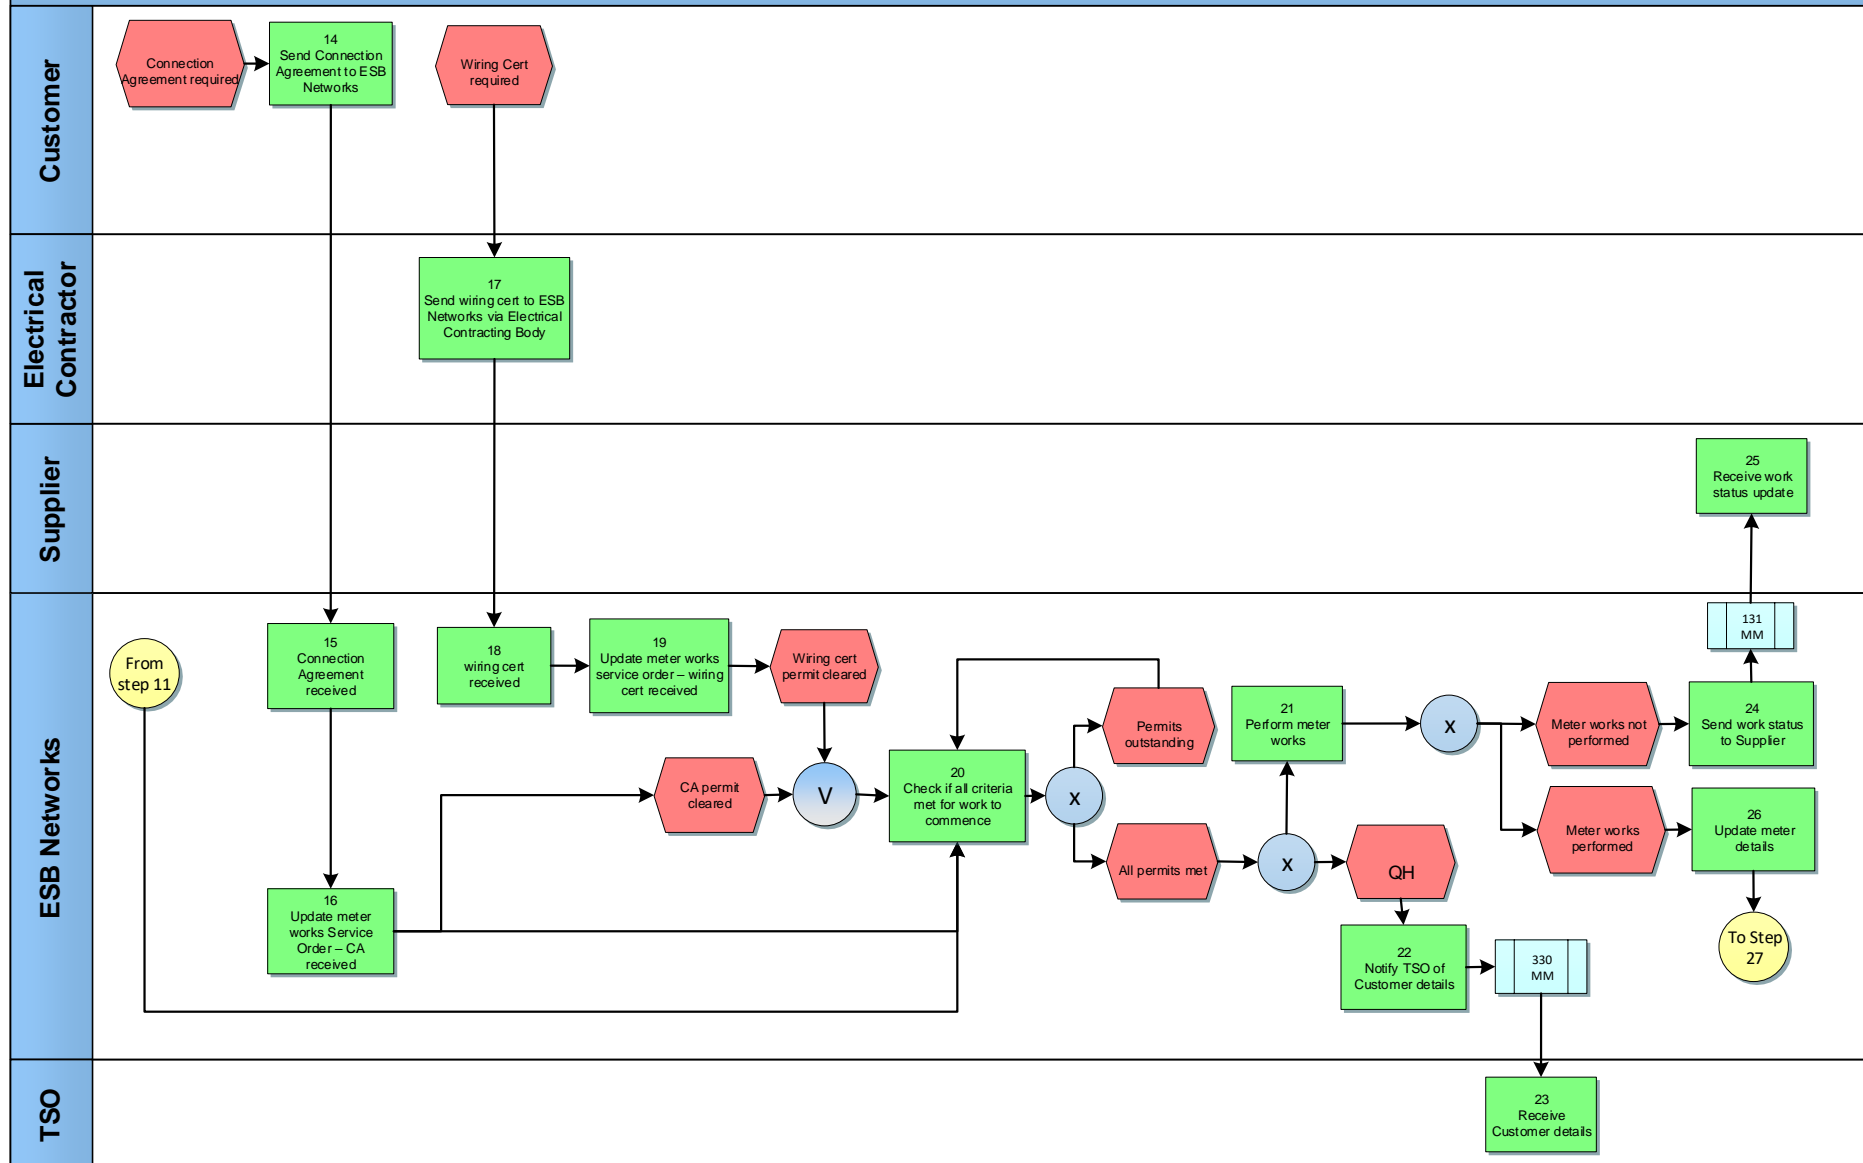 Customer
Connection
Agreement required
14
Send Connection
Agreement to ESB
Networks
Wiring Cert
required
Electrical
Contractor
17
Send wiring cert to ESB
Networks via Electrical
Contracting Body
Supplier
25
Receive work
status update
ESB Networks
From
step 11
15
Connection
Agreement
received
18
wiring cert
received
19
Update meter works
service order – wiring
cert received
Wiring cert
permit cleared
131
MM
CA permit
cleared
V
20
Check if all criteria
met for work to
commence
X
Permits
outstanding
All permits met
21
Perform meter
works
X
X
Meter works not
performed
24
Send work status
to Supplier
Meter works
performed
26
Update meter
details
QH
16
Update meter
works Service
Order – CA
received
22
Notify TSO of
Customer details
330
MM
To Step
27
TSO
23
Receive
Customer details